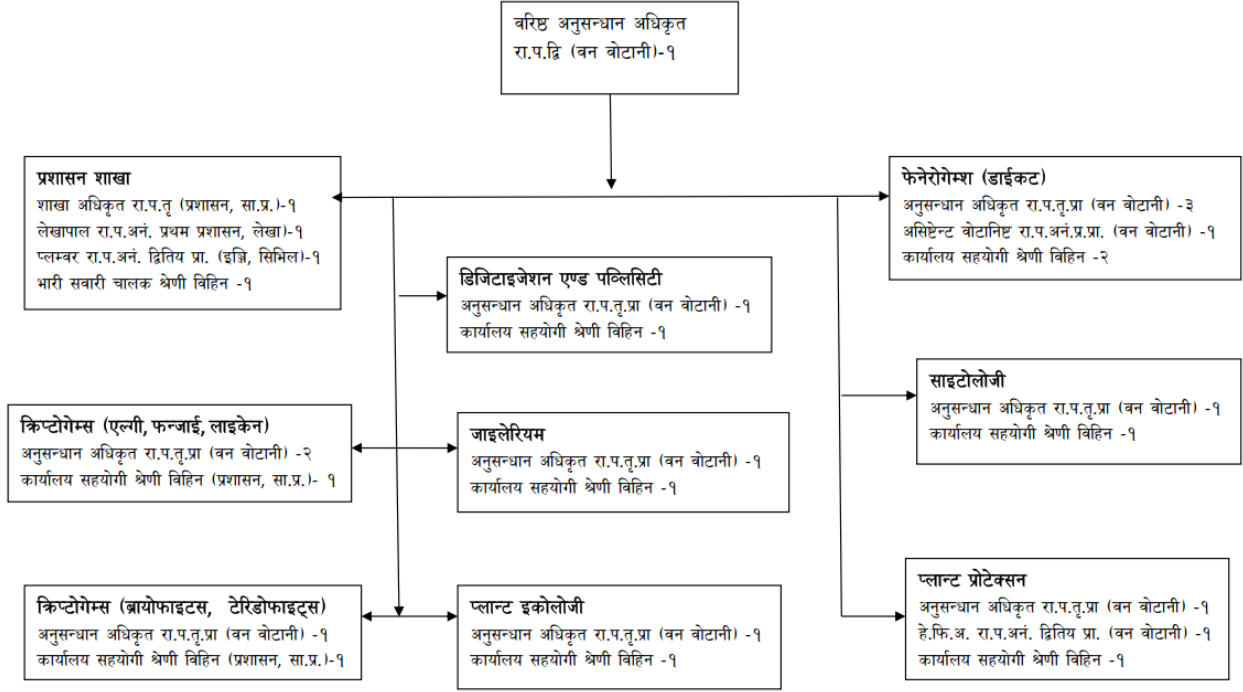 वरिष्ठ अनुसन्धान अधिकृत
रा.प.द्वि (वन वोटानी)-१
प्रशासन शाखा
शाखा अधिकृत रा.प.तृ (प्रशासन, सा.प्र.)-१
लेखापाल रा.प.अनं. प्रथम प्रशासन, लेखा)-१
प्लम्वर रा.प.अनं. द्वितिय प्रा. (इञ्जि, सिभिल)-१
भारी सवारी चालक श्रेणी विहिन -१
फेनेरोगेम्श (डाईकट)
अनुसन्धान अधिकृत रा.प.तृ.प्रा (वन वोटानी) -३
असिष्टेन्ट वोटानिष्ट रा.प.अनं.प्र.प्रा. (वन वोटानी) -१
कार्यालय सहयोगी श्रेणी विहिन -२
डिजिटाइजेशन एण्ड पव्लिसिटी
अनुसन्धान अधिकृत रा.प.तृ.प्रा (वन वोटानी) -१
कार्यालय सहयोगी श्रेणी विहिन -१
साइटोलोजी
अनुसन्धान अधिकृत रा.प.तृ.प्रा (वन वोटानी) -१
कार्यालय सहयोगी श्रेणी विहिन -१
क्रिप्टोगेम्स (एल्गी, फन्जाई, लाइकेन)
अनुसन्धान अधिकृत रा.प.तृ.प्रा (वन वोटानी) -२
कार्यालय सहयोगी श्रेणी विहिन (प्रशासन, सा.प्र.)- १
जाइलेरियम
अनुसन्धान अधिकृत रा.प.तृ.प्रा (वन वोटानी) -१
कार्यालय सहयोगी श्रेणी विहिन -१
क्रिप्टोगेम्स (ब्रायोफाइटस, टेरिडोफाइट्स)
अनुसन्धान अधिकृत रा.प.तृ.प्रा (वन वोटानी) -१
कार्यालय सहयोगी श्रेणी विहिन (प्रशासन, सा.प्र.)-१
प्लान्ट इकोलोजी
अनुसन्धान अधिकृत रा.प.तृ.प्रा (वन वोटानी) -१
कार्यालय सहयोगी श्रेणी विहिन -१
प्लान्ट प्रोटेक्सन
अनुसन्धान अधिकृत रा.प.तृ.प्रा (वन वोटानी) -१
हे.फि.अ. रा.प.अनं. द्वितिय प्रा. (वन वोटानी) -१
कार्यालय सहयोगी श्रेणी विहिन -१